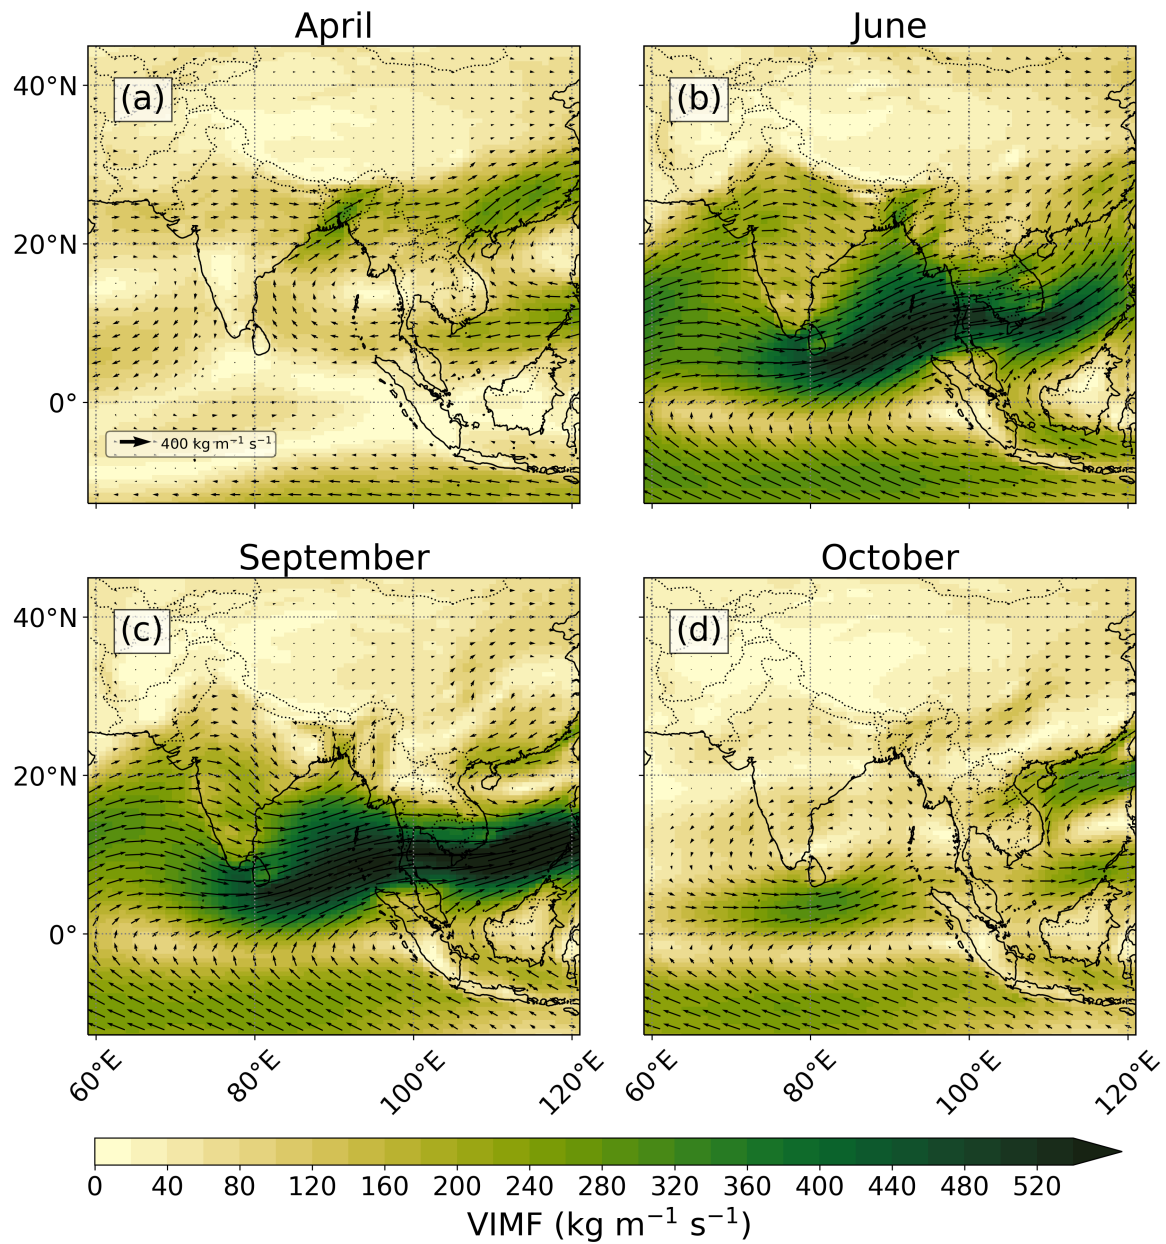 April
June
(a)
(b)
40°N
20°N
0°
400 kg m⁻¹ s⁻¹
September
October
(c)
(d)
40°N
20°N
0°
60°E 80°E 100°E 120°E 60°E 80°E 100°E 120°E
0 40 80 120 160 200 240 280 320 360 400 440 480 520
VIMF (kg m⁻¹ s⁻¹)